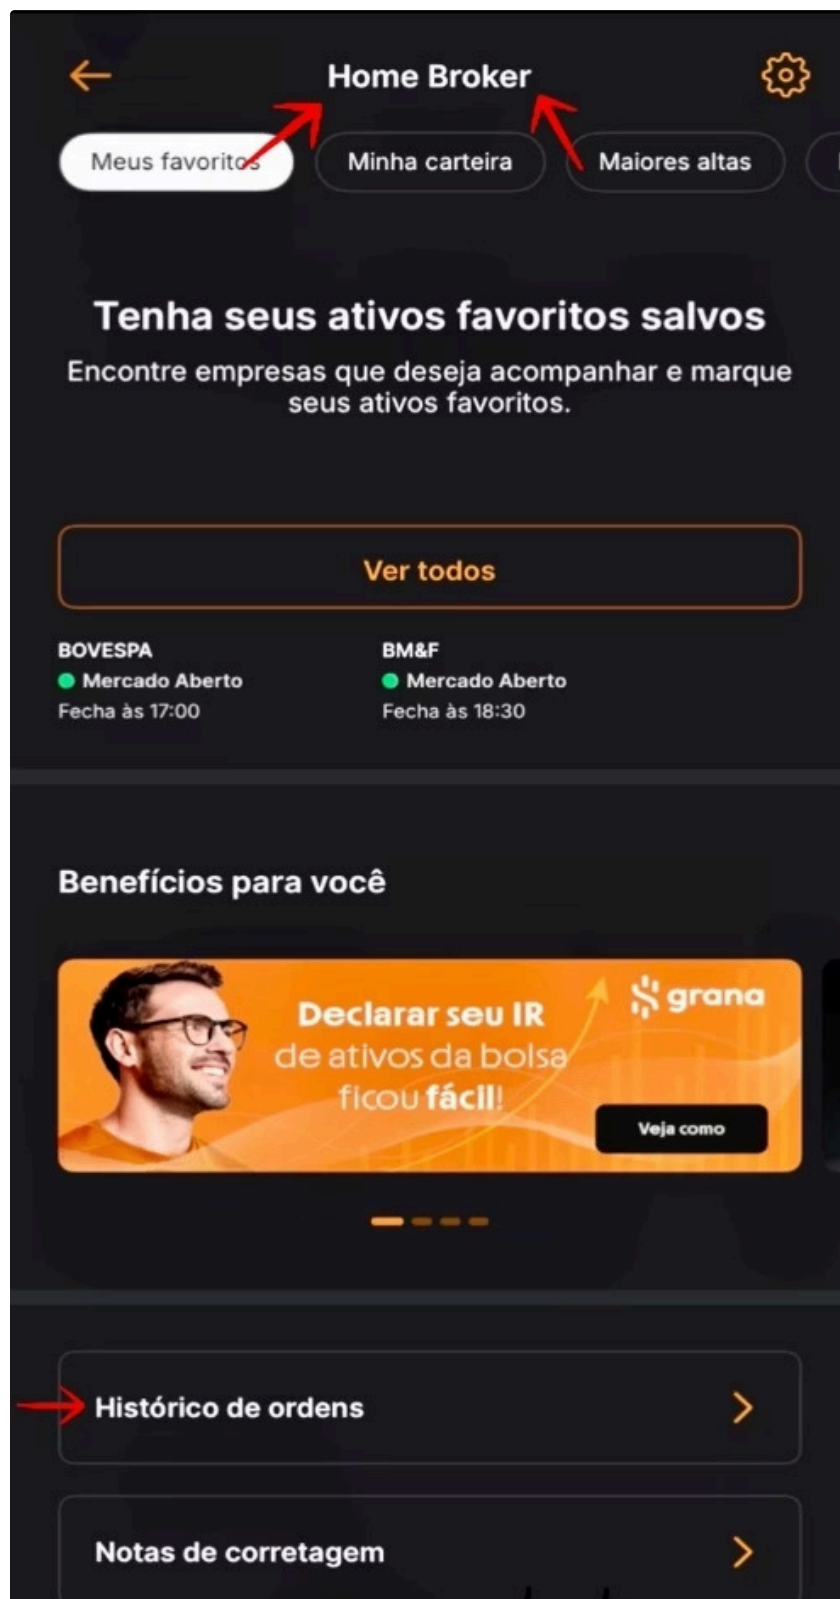 Home Broker
Meus favoritos
Minha carteira
Maiores altas
Tenha seus ativos favoritos salvos
Encontre empresas que deseja acompanhar e marque
seus ativos favoritos.
Ver todos
BOVESPA
Mercado Aberto
Fecha às 17:00
BM&F
Mercado Aberto
Fecha às 18:30
Benefícios para você
Declarar seu IR
de ativos da bolsa
ficou fácil!
grana
Veja como
Histórico de ordens
Notas de corretagem